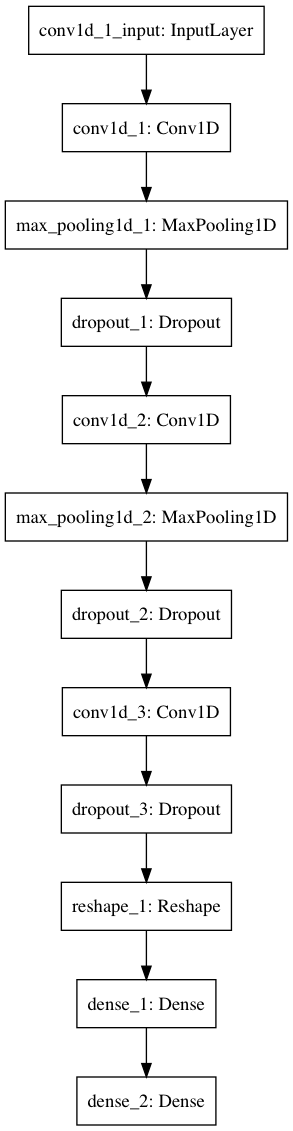 conv1d_1_input: InputLayer
conv1d_1: Conv1D
max_pooling1d_1: MaxPooling1D
dropout_1: Dropout
conv1d_2: Conv1D
max_pooling1d_2: MaxPooling1D
dropout_2: Dropout
conv1d_3: Conv1D
dropout_3: Dropout
reshape_1: Reshape
dense_1: Dense
dense_2: Dense